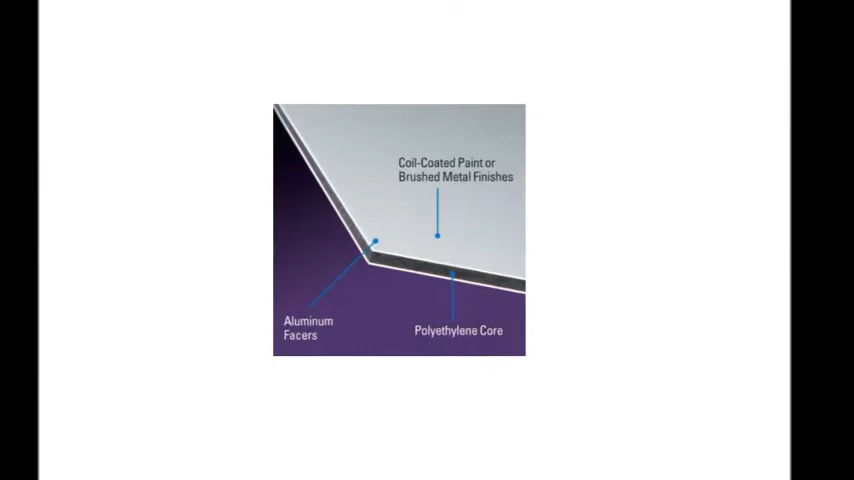 Coil-Coated Paint or
Brushed Metal Finishes
Aluminum
Facers
Polyethylene Core